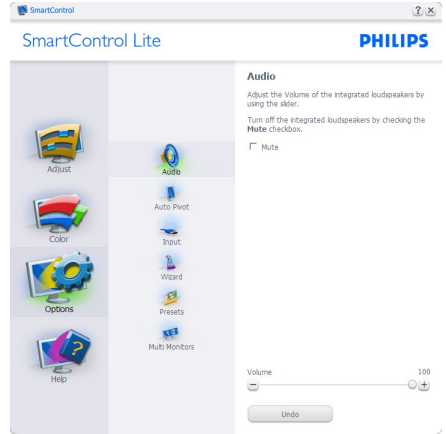 SmartControl
SmartControl Lite
PHILIPS
Adjust
Color
Options
Help
Audio
Auto Pivot
Input
Wizard
Presets
Multi Monitors
Audio
Adjust the Volume of the integrated loudspeakers by
using the slider.
Turn off the integrated loudspeakers by checking the
Mute checkbox.
Mute
Volume 100
Undo